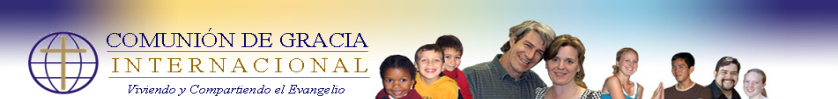 COMUNIÓN DE GRACIA
INTERNACIONAL
Viviendo y Compartiendo el Evangelio